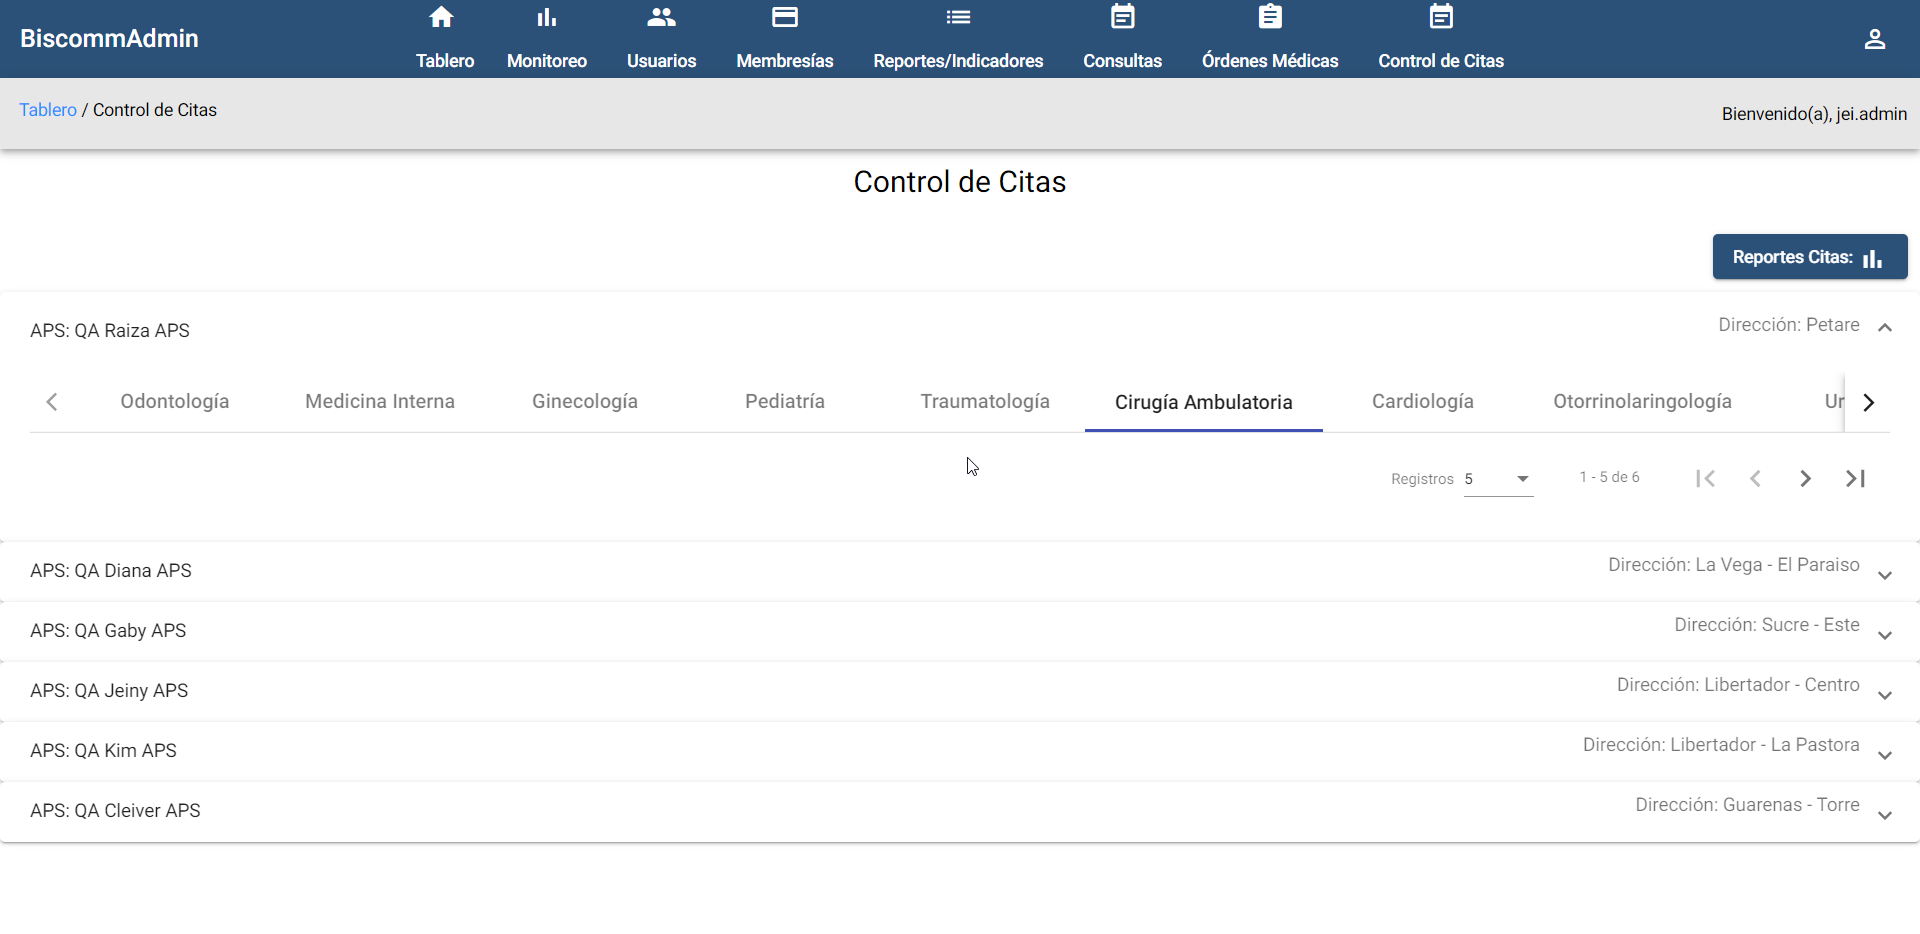 BiscommAdmin
Tablero
Monitoreo
Usuarios
Membresías
Reportes/Indicadores
Consultas
Órdenes Médicas
Control de Citas
Tablero / Control de Citas
Bienvenido(a), jei.admin
Control de Citas
Reportes Citas:
APS: QA Raiza APS
Dirección: Petare
Odontología
Medicina Interna
Ginecología
Pediatría
Traumatología
Cirugía Ambulatoria
Cardiología
Otorrinolaringología
Ur
Registros 5
1 - 5 de 6
APS: QA Diana APS
Dirección: La Vega - El Paraiso
APS: QA Gaby APS
Dirección: Sucre - Este
APS: QA Jeiny APS
Dirección: Libertador - Centro
APS: QA Kim APS
Dirección: Libertador - La Pastora
APS: QA Cleiver APS
Dirección: Guarenas - Torre